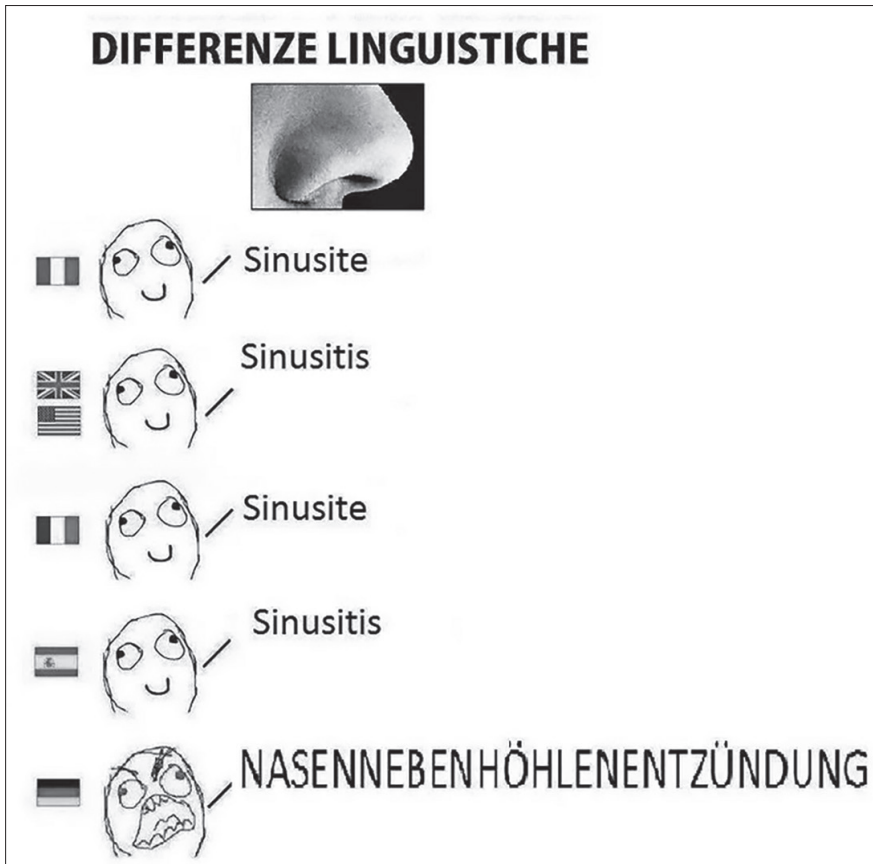 DIFFERENZE LINGUISTICHE
Sinusite
Sinusitis
Sinusite
Sinusitis
NASENNEBENHÖHLENENTZÜNDUNG